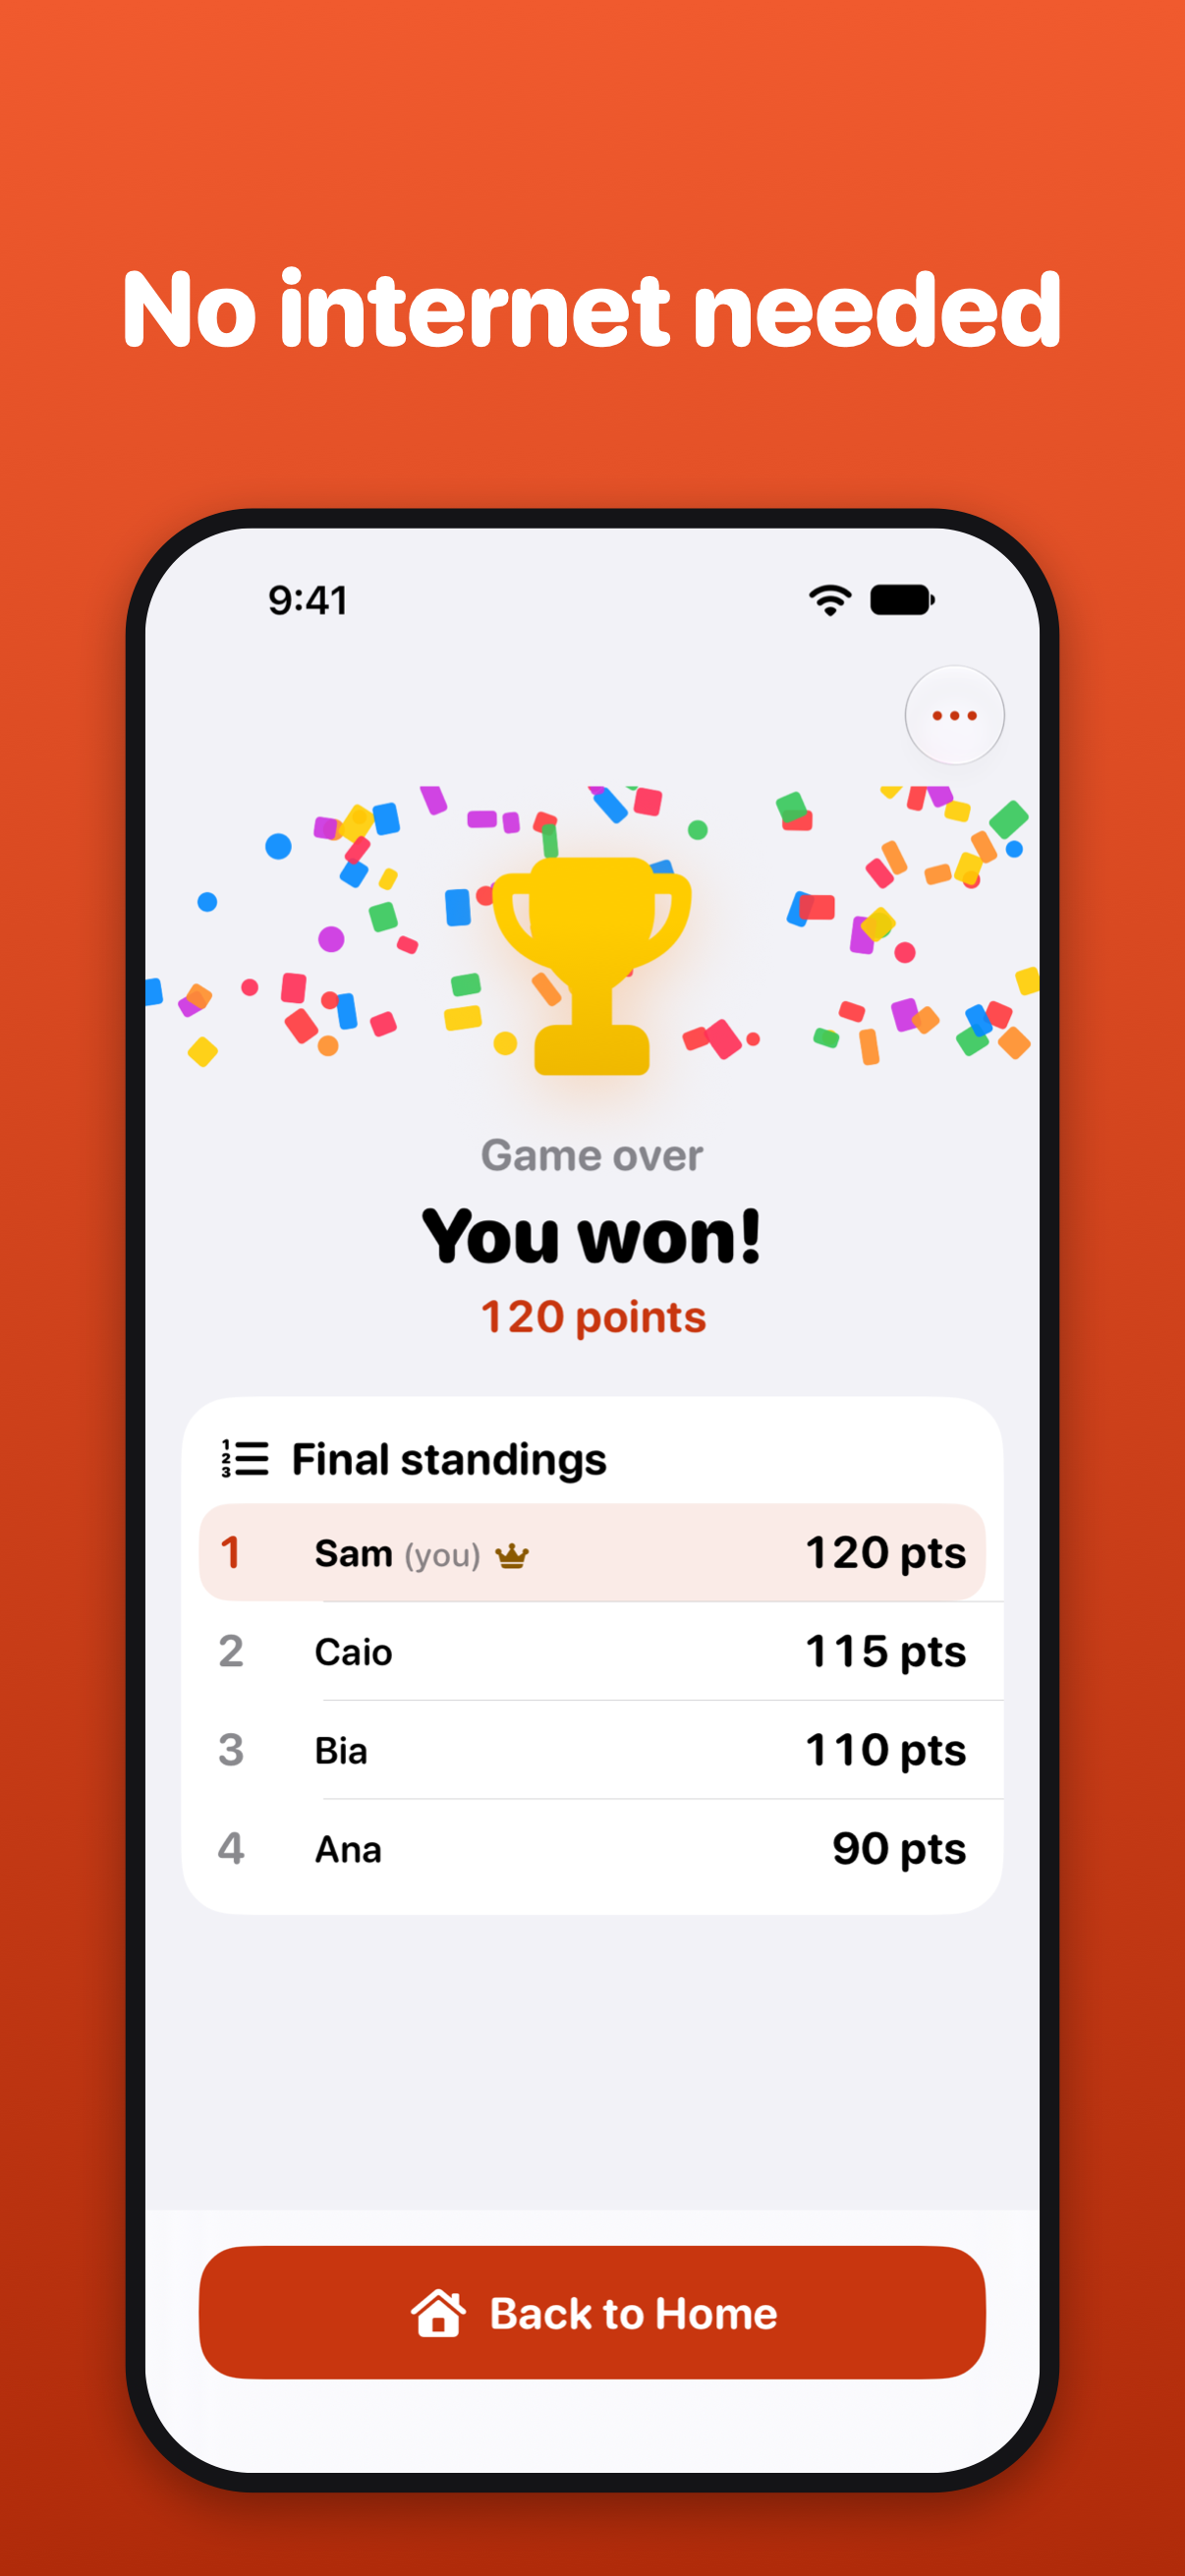 No internet needed
9:41
Game over
You won!
120 points
Final standings
1 Sam (you) 120 pts
2 Caio 115 pts
3 Bia 110 pts
4 Ana 90 pts
Back to Home